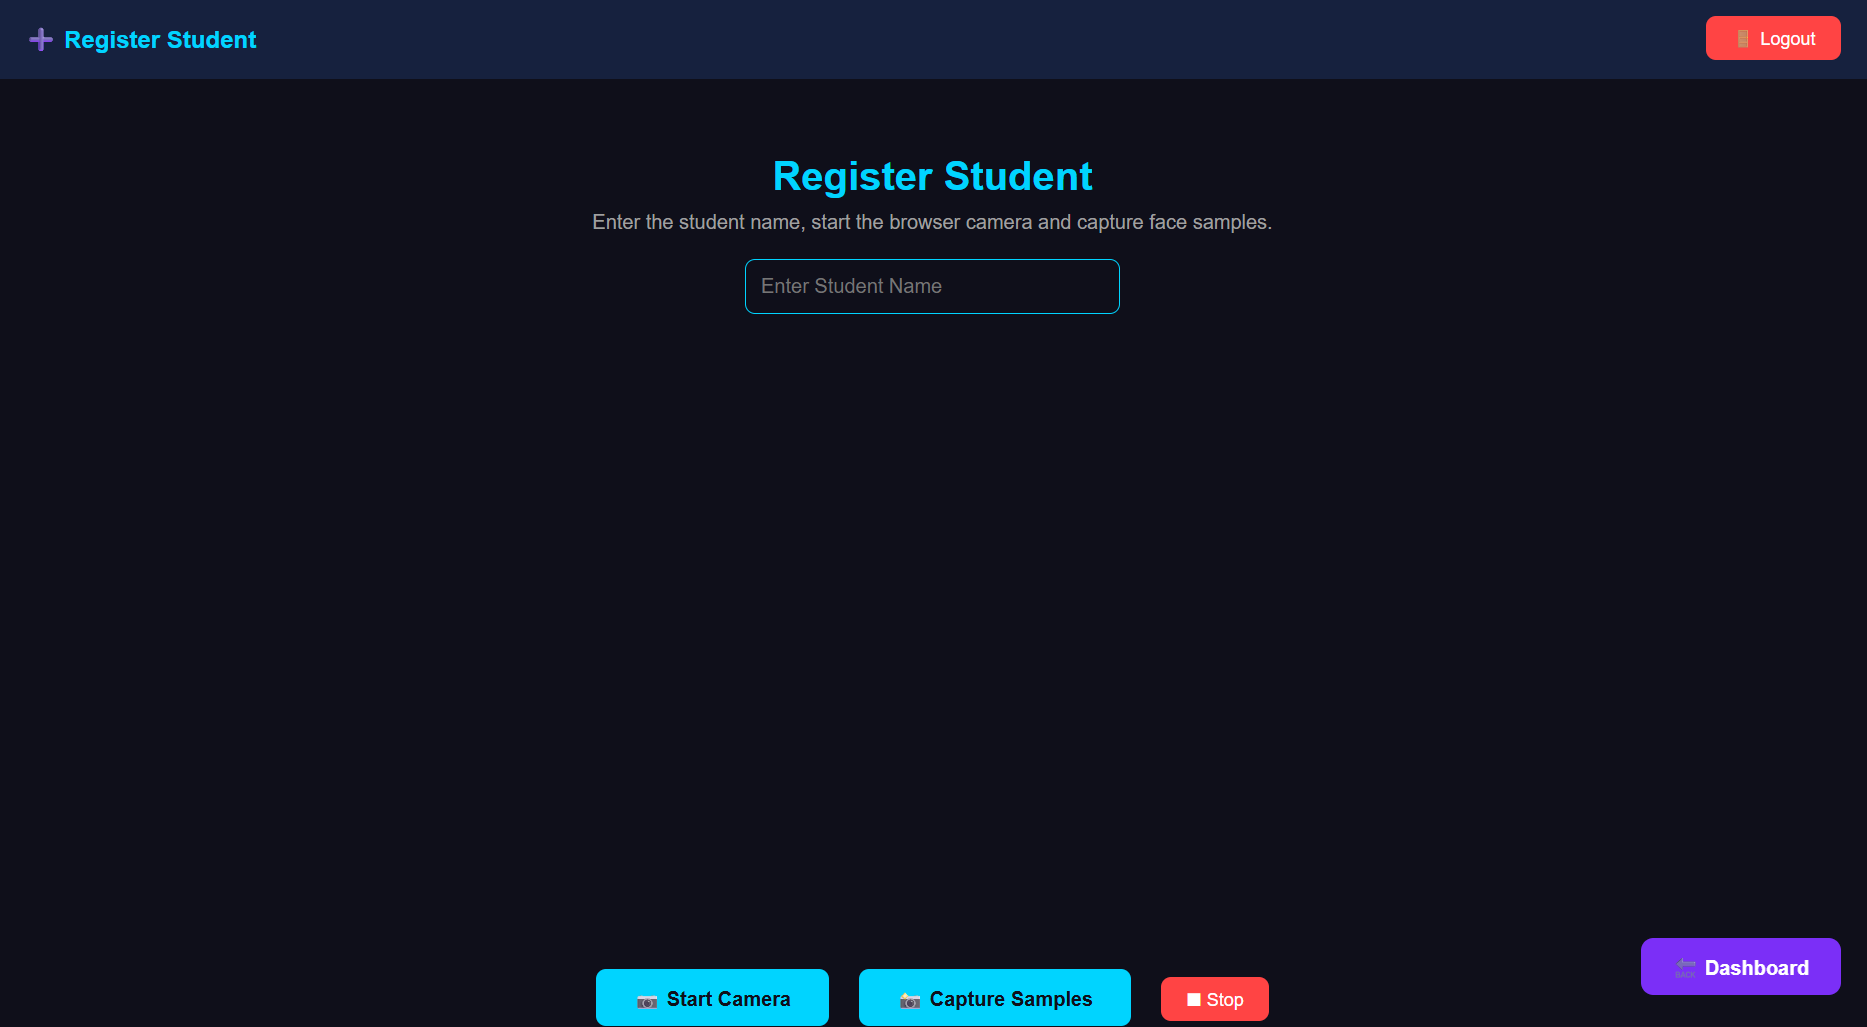 Register Student
Logout
Register Student
Enter the student name, start the browser camera and capture face samples.
Enter Student Name
BACK Dashboard
Start Camera
Capture Samples
Stop